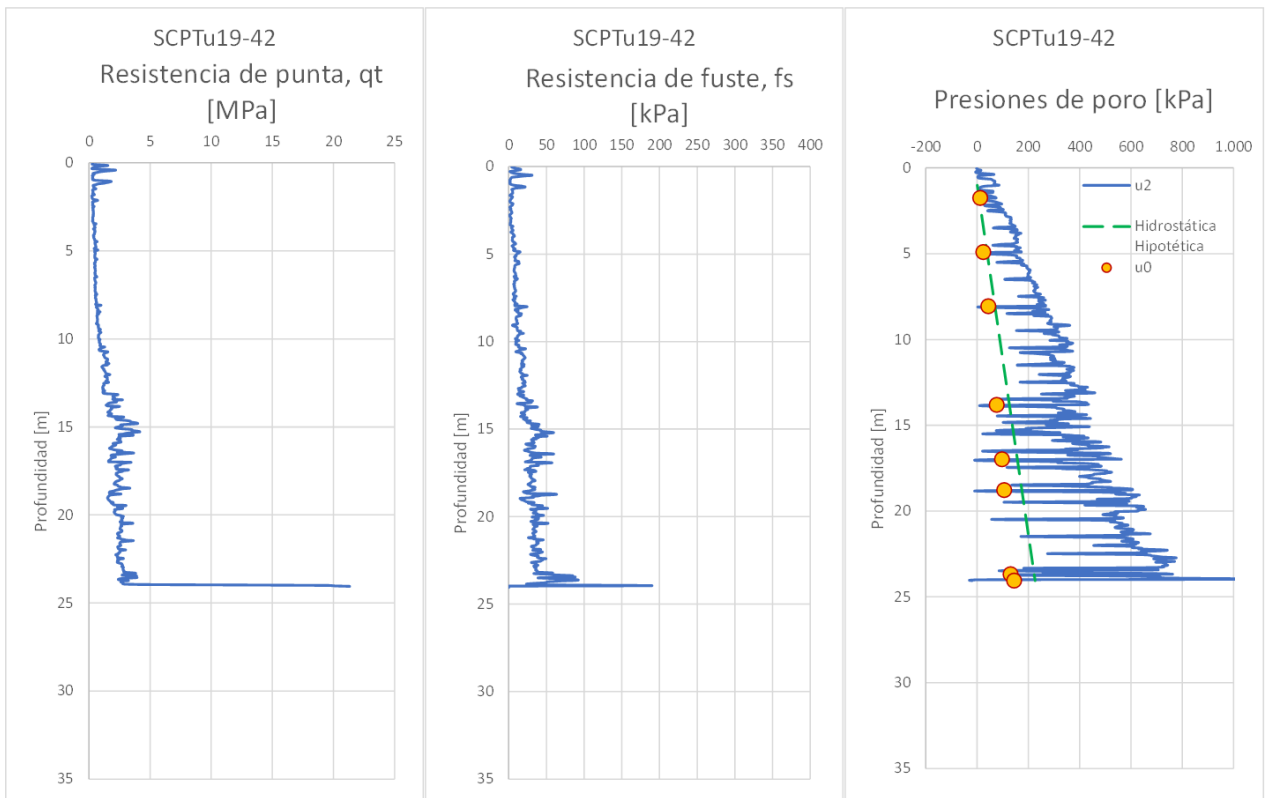 SCPTu19-42
Resistencia de punta, qt
[MPa]
0 5 10 15 20 25
0
5
10
15
20
25
30
35
Profundidad [m]
SCPTu19-42
Resistencia de fuste, fs
[kPa]
0 50 100 150 200 250 300 350 400
0
5
10
15
20
25
30
35
Profundidad [m]
SCPTu19-42
Presiones de poro [kPa]
-200 0 200 400 600 800 1.000
0
5
10
15
20
25
30
35
Profundidad [m]
u2
Hidrostática
Hipotética
u0